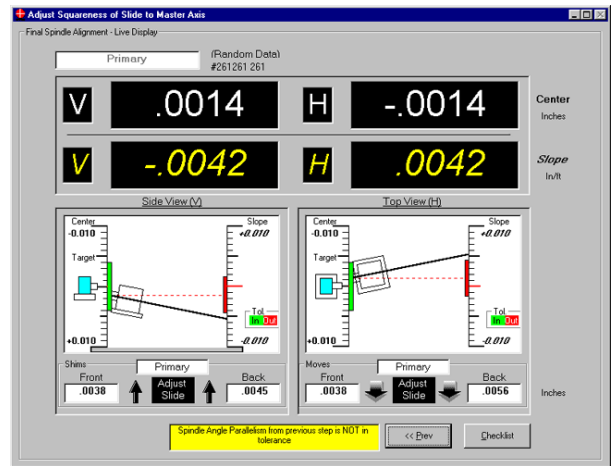 Adjust Squareness of Slide to Master Axis
Final Spindle Alignment - Live Display
Primary
(Random Data)
#261261 261
V .0014 H -.0014 Center
Inches
V -.0042 H .0042 Slope
In/ft
Side View (V)
Top View (H)
Center Slope
-0.010 +0.010
Target
Tol.
In Out
+0.010 -0.010
Center Slope
-0.010 +0.010
Target
Tol.
In Out
+0.010 -0.010
Shims
Primary
Front Back
.0038 Adjust Slide .0045
Moves
Primary
Front Back
.0038 Adjust Slide .0056
Inches
Spindle Angle Parallelism from previous step is NOT in
tolerance
<< Prev
Checklist